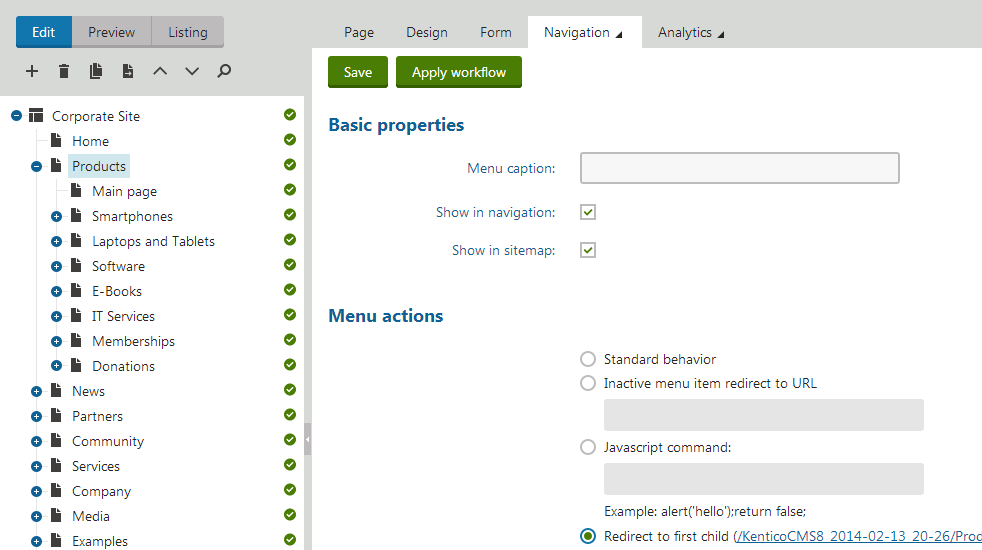 Edit Preview Listing
Page Design Form Navigation Analytics
Save Apply workflow
Corporate Site
Home
Products
Main page
Smartphones
Laptops and Tablets
Software
E-Books
IT Services
Memberships
Donations
News
Partners
Community
Services
Company
Media
Examples
Basic properties
Menu caption:
Show in navigation:
Show in sitemap:
Menu actions
Standard behavior
Inactive menu item redirect to URL
Javascript command:
Example: alert('hello');return false;
Redirect to first child (/KenticoCMS8_2014-02-13_20-26/Prod